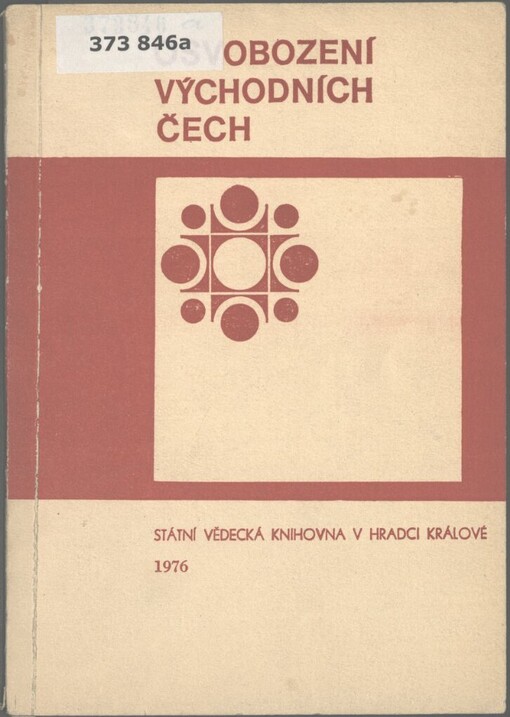 373 846a
OSVOBOZENÍ
VÝCHODNÍCH
ČECH
STÁTNÍ VĚDECKÁ KNIHOVNA V HRADCI KRÁLOVÉ
1976